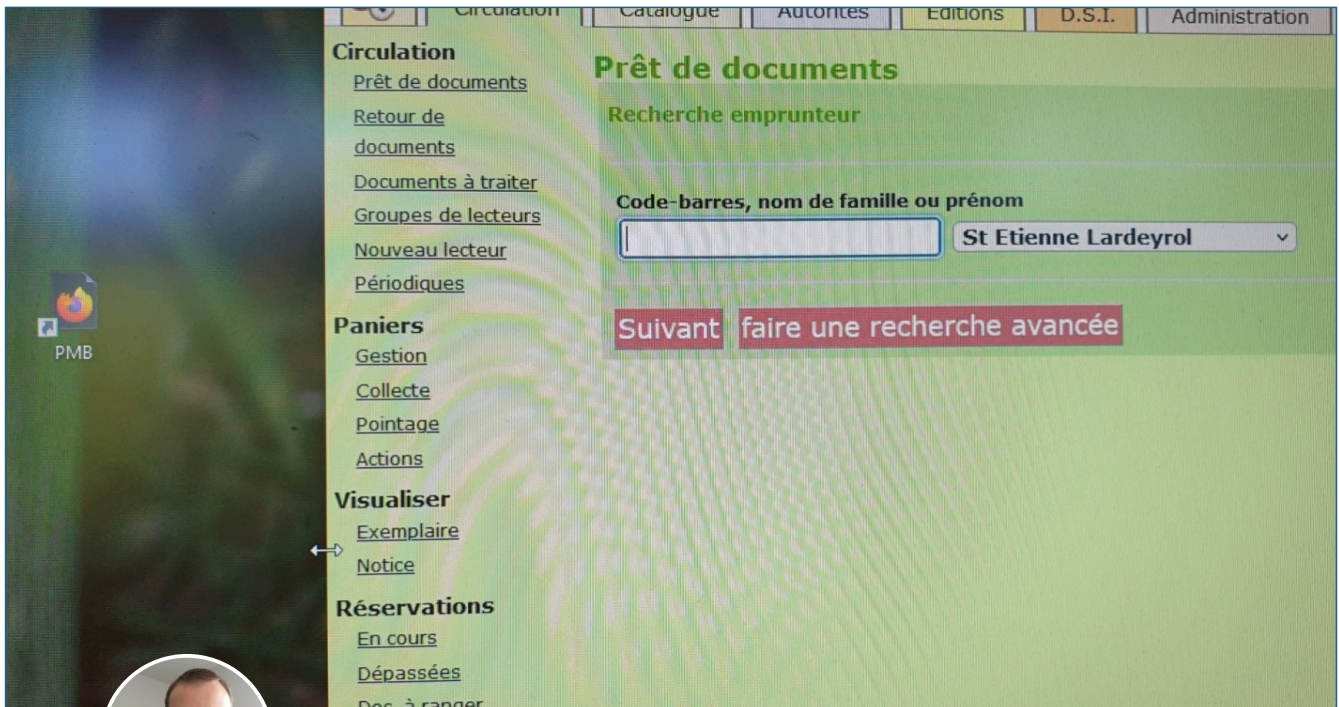 Circulation
Catalogue
Autorités
Editions
D.S.I.
Administration
Circulation
Prêt de documents
Retour de
documents
Documents à traiter
Groupes de lecteurs
Nouveau lecteur
Périodiques
Paniers
Gestion
Collecte
Pointage
Actions
Visualiser
Exemplaire
Notice
Réservations
En cours
Dépassées
Doc. à ranger
Prêt de documents
Recherche emprunteur
Code-barres, nom de famille ou prénom
St Etienne Lardeyrol
Suivant faire une recherche avancée
PMB